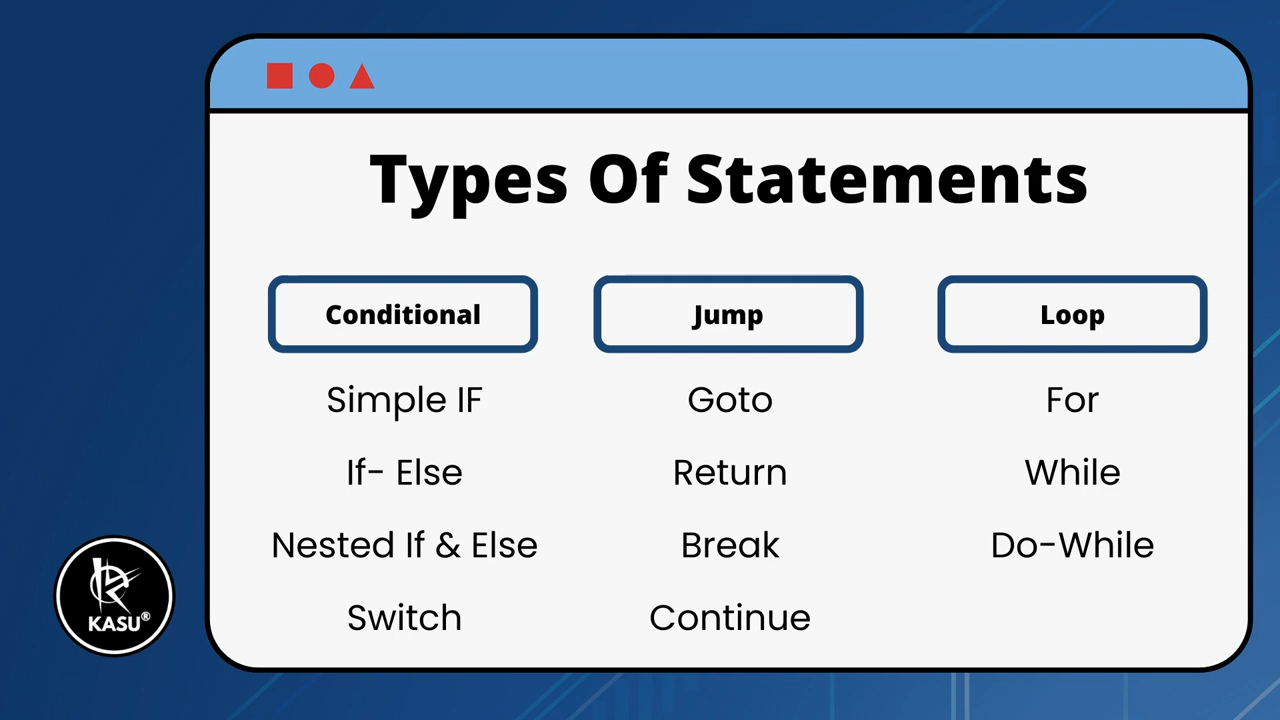 Types Of Statements
Conditional
Simple IF
If- Else
Nested If & Else
Switch
Jump
Goto
Return
Break
Continue
Loop
For
While
Do-While
KASU®